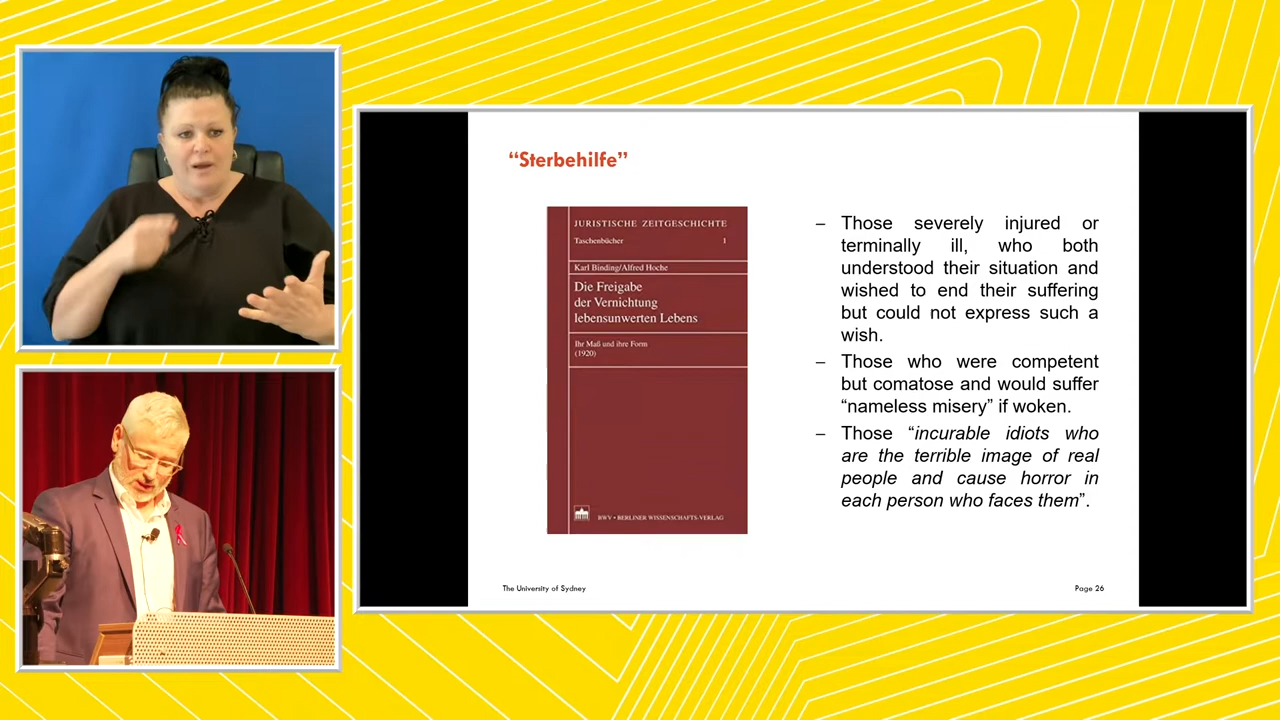 “Sterbehilfe”
JURISTISCHE ZEITGESCHICHTE
Taschenbücher 1
Karl Binding/Alfred Hoche
Die Freigabe
der Vernichtung
lebensunwerten Lebens
Ihr Maß und ihre Form
(1920)
BWV • BERLINER WISSENSCHAFTS-VERLAG
– Those severely injured or
terminally ill, who both
understood their situation and
wished to end their suffering
but could not express such a
wish.
– Those who were competent
but comatose and would suffer
“nameless misery” if woken.
– Those “incurable idiots who
are the terrible image of real
people and cause horror in
each person who faces them”.
The University of Sydney
Page 26